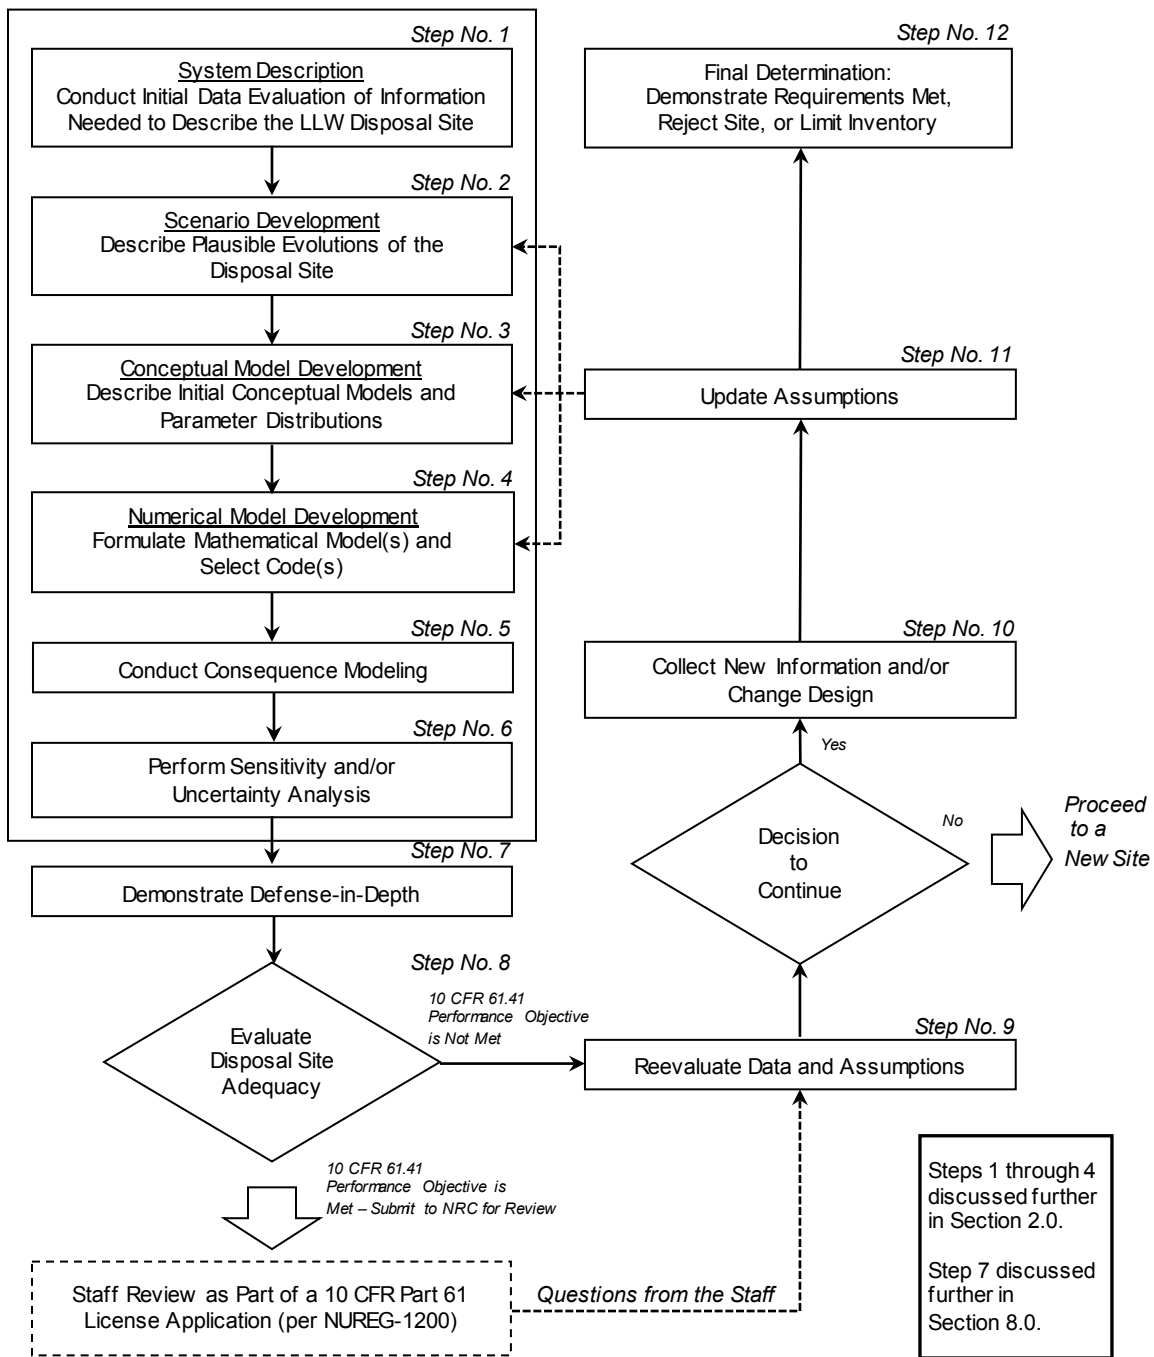 Step No. 1
System Description
Conduct Initial Data Evaluation of Information
Needed to Describe the LLW Disposal Site
Step No. 2
Scenario Development
Describe Plausible Evolutions of the
Disposal Site
Step No. 3
Conceptual Model Development
Describe Initial Conceptual Models and
Parameter Distributions
Step No. 4
Numerical Model Development
Formulate Mathematical Model(s) and
Select Code(s)
Step No. 5
Conduct Consequence Modeling
Step No. 6
Perform Sensitivity and/or
Uncertainty Analysis
Step No. 7
Demonstrate Defense-in-Depth
Step No. 8
Evaluate
Disposal Site
Adequacy
10 CFR 61.41
Performance Objective
is Not Met
10 CFR 61.41
Performance Objective is
Met – Submit to NRC for Review
Staff Review as Part of a 10 CFR Part 61
License Application (per NUREG-1200)
Questions from the Staff
Step No. 9
Reevaluate Data and Assumptions
Decision
to
Continue
No
Proceed
to a
New Site
Yes
Step No. 10
Collect New Information and/or
Change Design
Step No. 11
Update Assumptions
Step No. 12
Final Determination:
Demonstrate Requirements Met,
Reject Site, or Limit Inventory
Steps 1 through 4
discussed further
in Section 2.0.
Step 7 discussed
further in
Section 8.0.